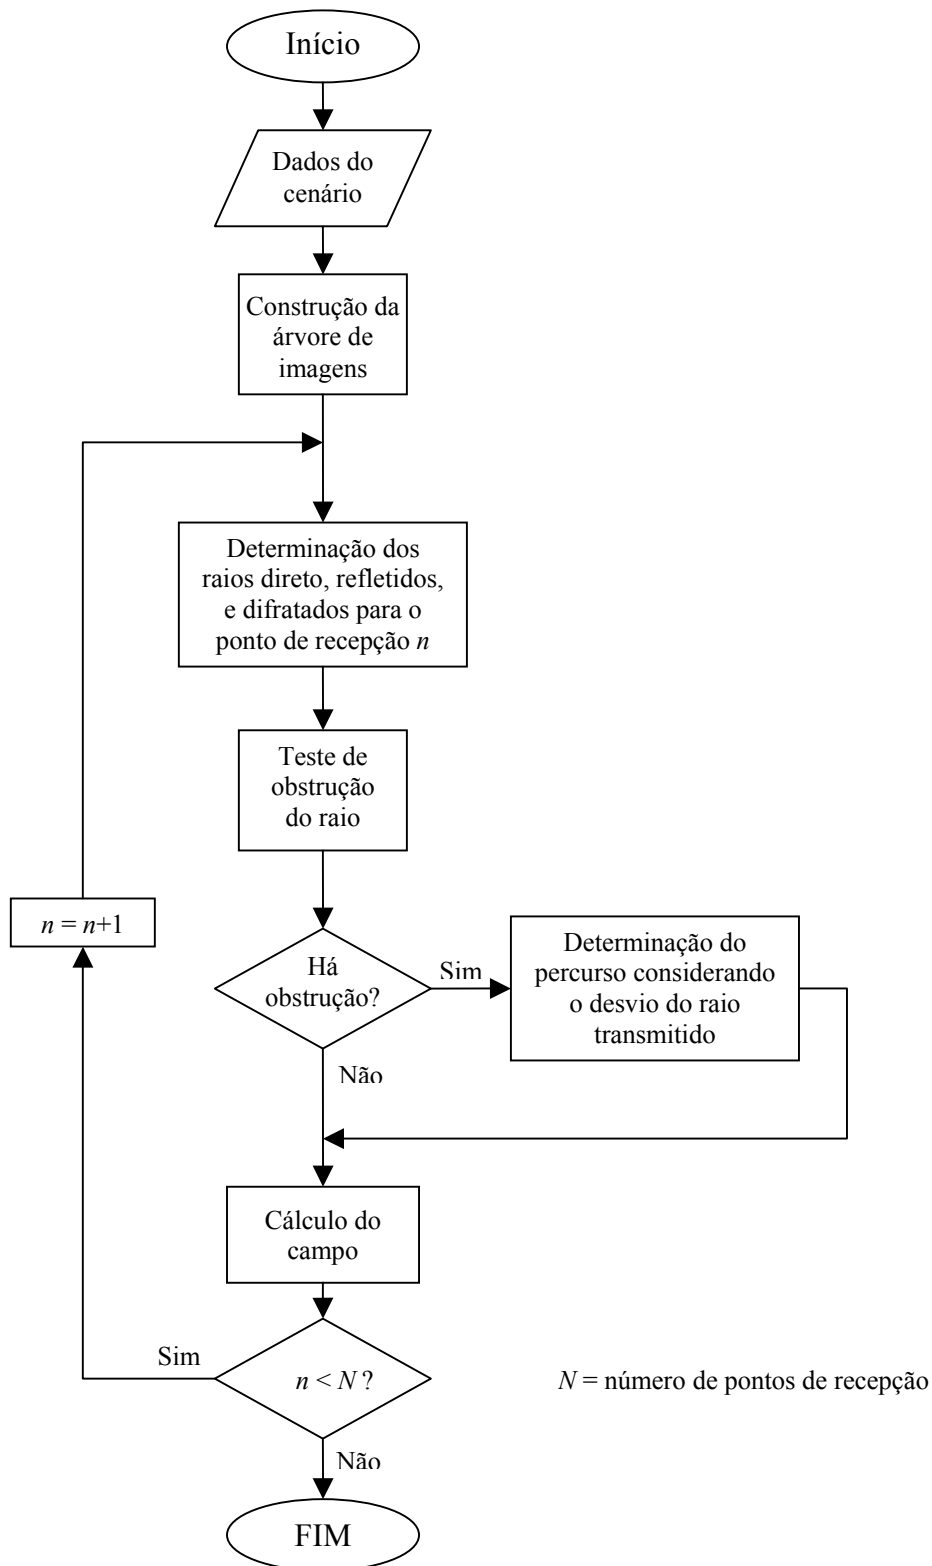 Início
Dados do
cenário
Construção da
árvore de
imagens
Determinação dos
raios direto, refletidos,
e difratados para o
ponto de recepção n
Teste de
obstrução
do raio
n = n+1
Há
obstrução?
Sim
Determinação do
percurso considerando
o desvio do raio
transmitido
Não
Cálculo do
campo
Sim
n < N ?
N = número de pontos de recepção
Não
FIM